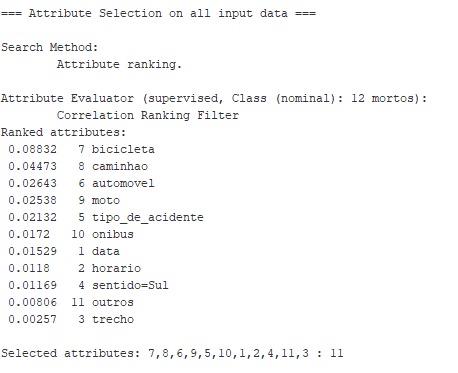 === Attribute Selection on all input data ===
Search Method:
Attribute ranking.
Attribute Evaluator (supervised, Class (nominal): 12 mortos):
Correlation Ranking Filter
Ranked attributes:
0.08832 7 bicicleta
0.04473 8 caminhao
0.02643 6 automovel
0.02538 9 moto
0.02132 5 tipo_de_acidente
0.0172 10 onibus
0.01529 1 data
0.0118 2 horario
0.01169 4 sentido=Sul
0.00806 11 outros
0.00257 3 trecho
Selected attributes: 7,8,6,9,5,10,1,2,4,11,3 : 11